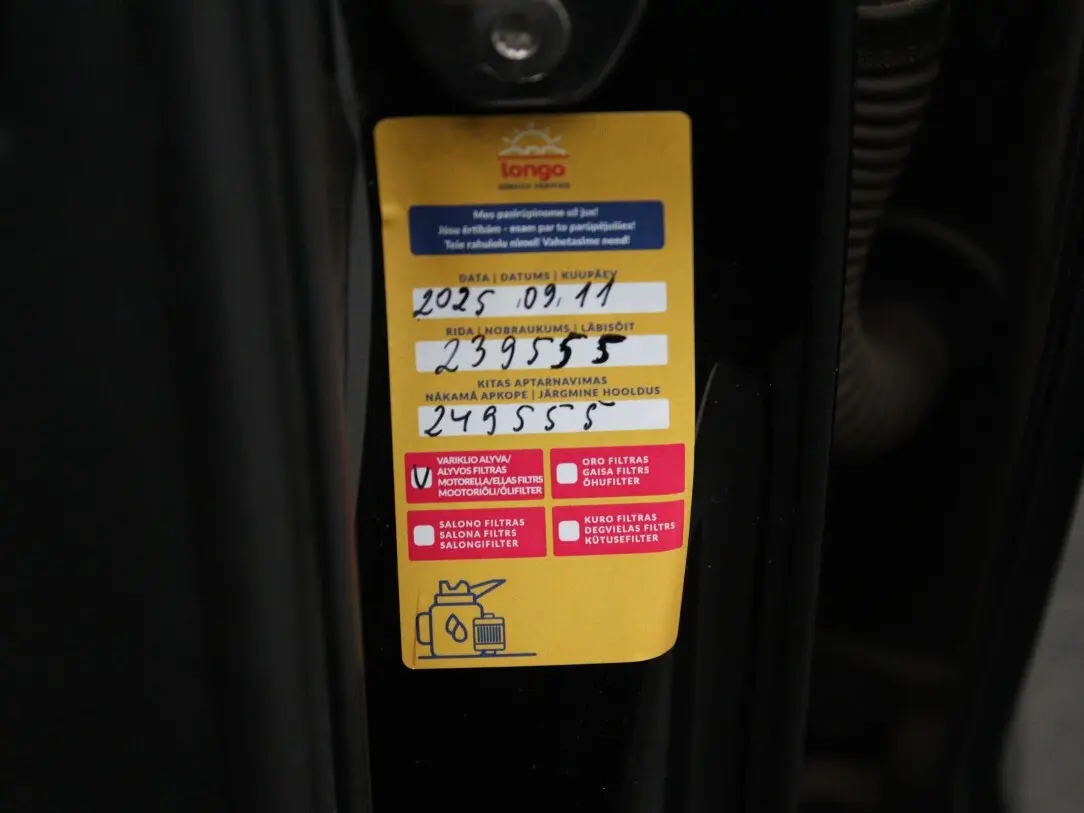 longo
Mes pasirūpinome už jus!
Jūsu ērtībām - esam par to parūpējušies!
Teie rahulolu nimel! Vahetasime need!
DATA | DATUMS | KUUPÄEV
2025.09.11
RIDA | NOBRAUKUMS | LÄBISÕIT
239555
KITAS APTARNAVIMAS
NĀKAMĀ APKOPE | JÄRGMINE HOOLDUS
249555
V
VARIKLIO ALYVA/
ALYVOS FILTRAS
MOTOREĻĻA/EĻĻAS FILTRS
MOOTORIÕLI/ÕLIFILTER
ORO FILTRAS
GAISA FILTRS
ÕHUFILTER
SALONO FILTRAS
SALONA FILTRS
SALONGIFILTER
KURO FILTRAS
DEGVIELAS FILTRS
KÜTUSEFILTER